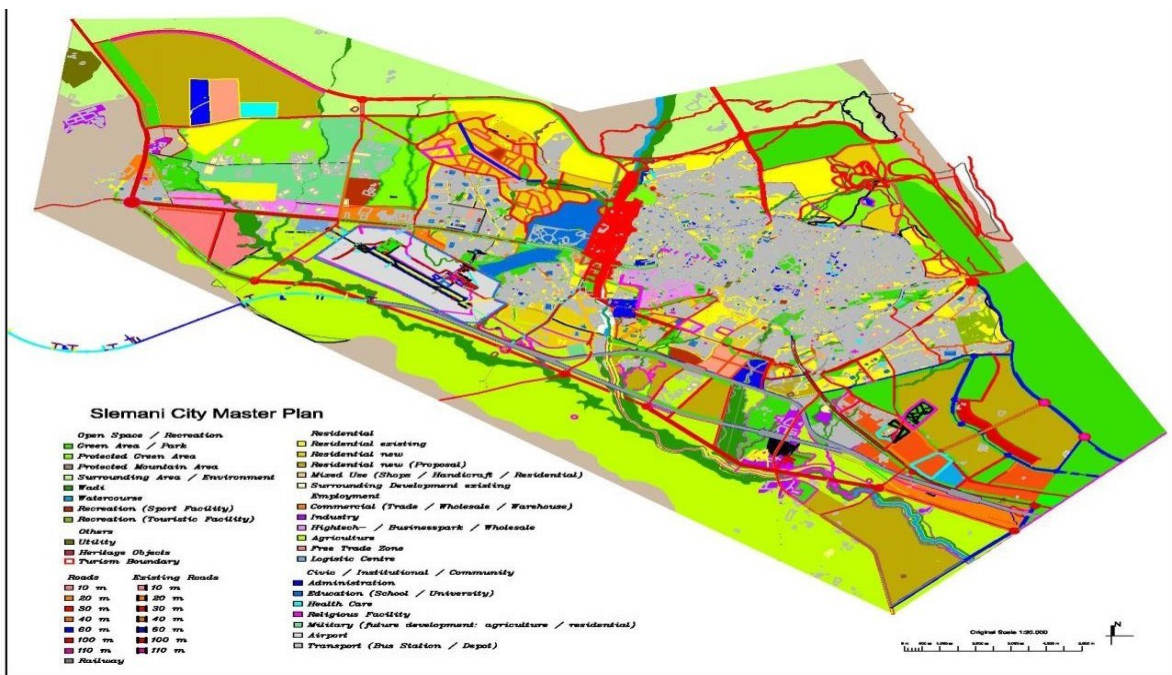 Slemani City Master Plan
Open Space / Recreation
Green Area / Park
Protected Green Area
Protected Mountain Area
Surrounding Area / Environment
Wadi
Watercourse
Recreation (Sport Facility)
Recreation (Touristic Facility)
Others
Utility
Heritage Objects
Turism Boundary
Roads
10 m
20 m
30 m
40 m
60 m
100 m
110 m
Railway
Existing Roads
10 m
20 m
30 m
40 m
60 m
100 m
110 m
Residential
Residential existing
Residential new
Residential new (Proposal)
Mixed Use (Shops / Handicraft / Residential)
Surrounding Development existing
Employment
Commercial (Trade / Wholesale / Warehouse)
Industry
Hightech- / Businesspark / Wholesale
Agriculture
Free Trade Zone
Logistic Centre
Civic / Institutional / Community
Administration
Education (School / University)
Health Care
Religious Facility
Military (future development: agriculture / residential)
Airport
Transport (Bus Station / Depot)
N
Original Scale 1:30.000